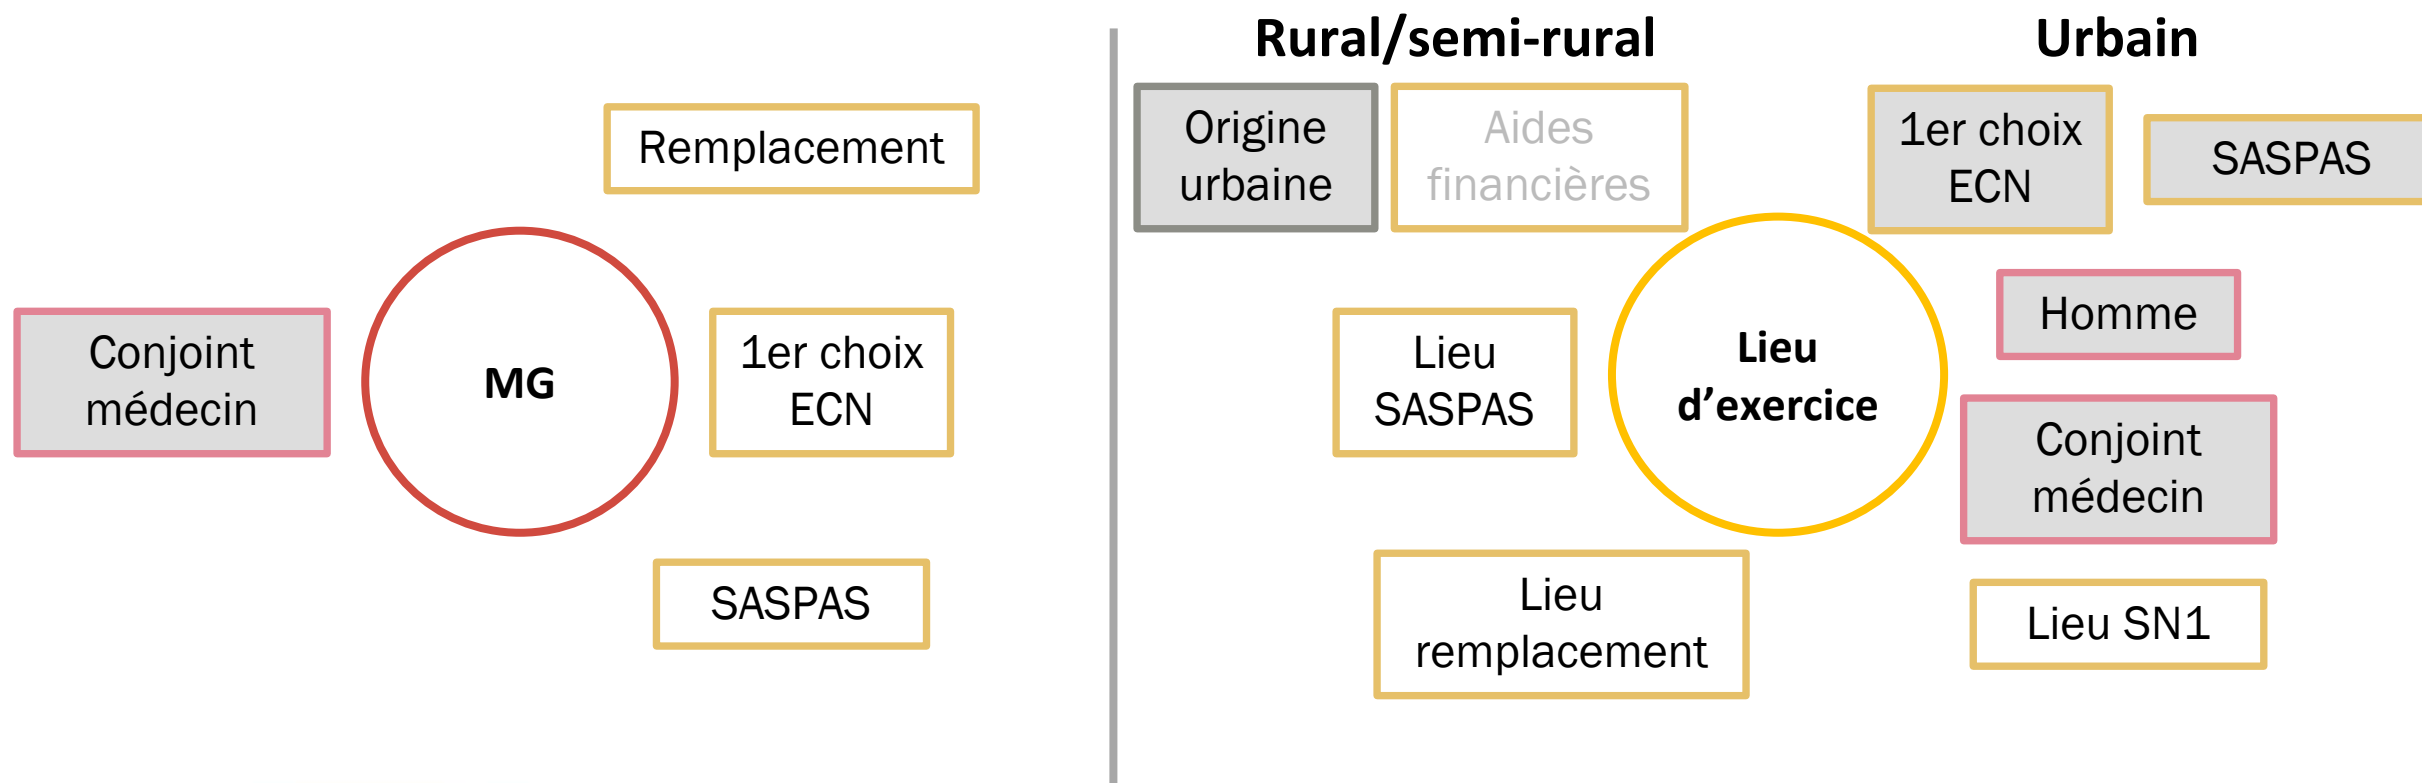 Remplacement
Conjoint
médecin
MG
1er choix
ECN
SASPAS
Rural/semi-rural
Urbain
Origine
urbaine
Aides
financières
1er choix
ECN
SASPAS
Homme
Lieu
SASPAS
Lieu
d’exercice
Conjoint
médecin
Lieu
remplacement
Lieu SN1